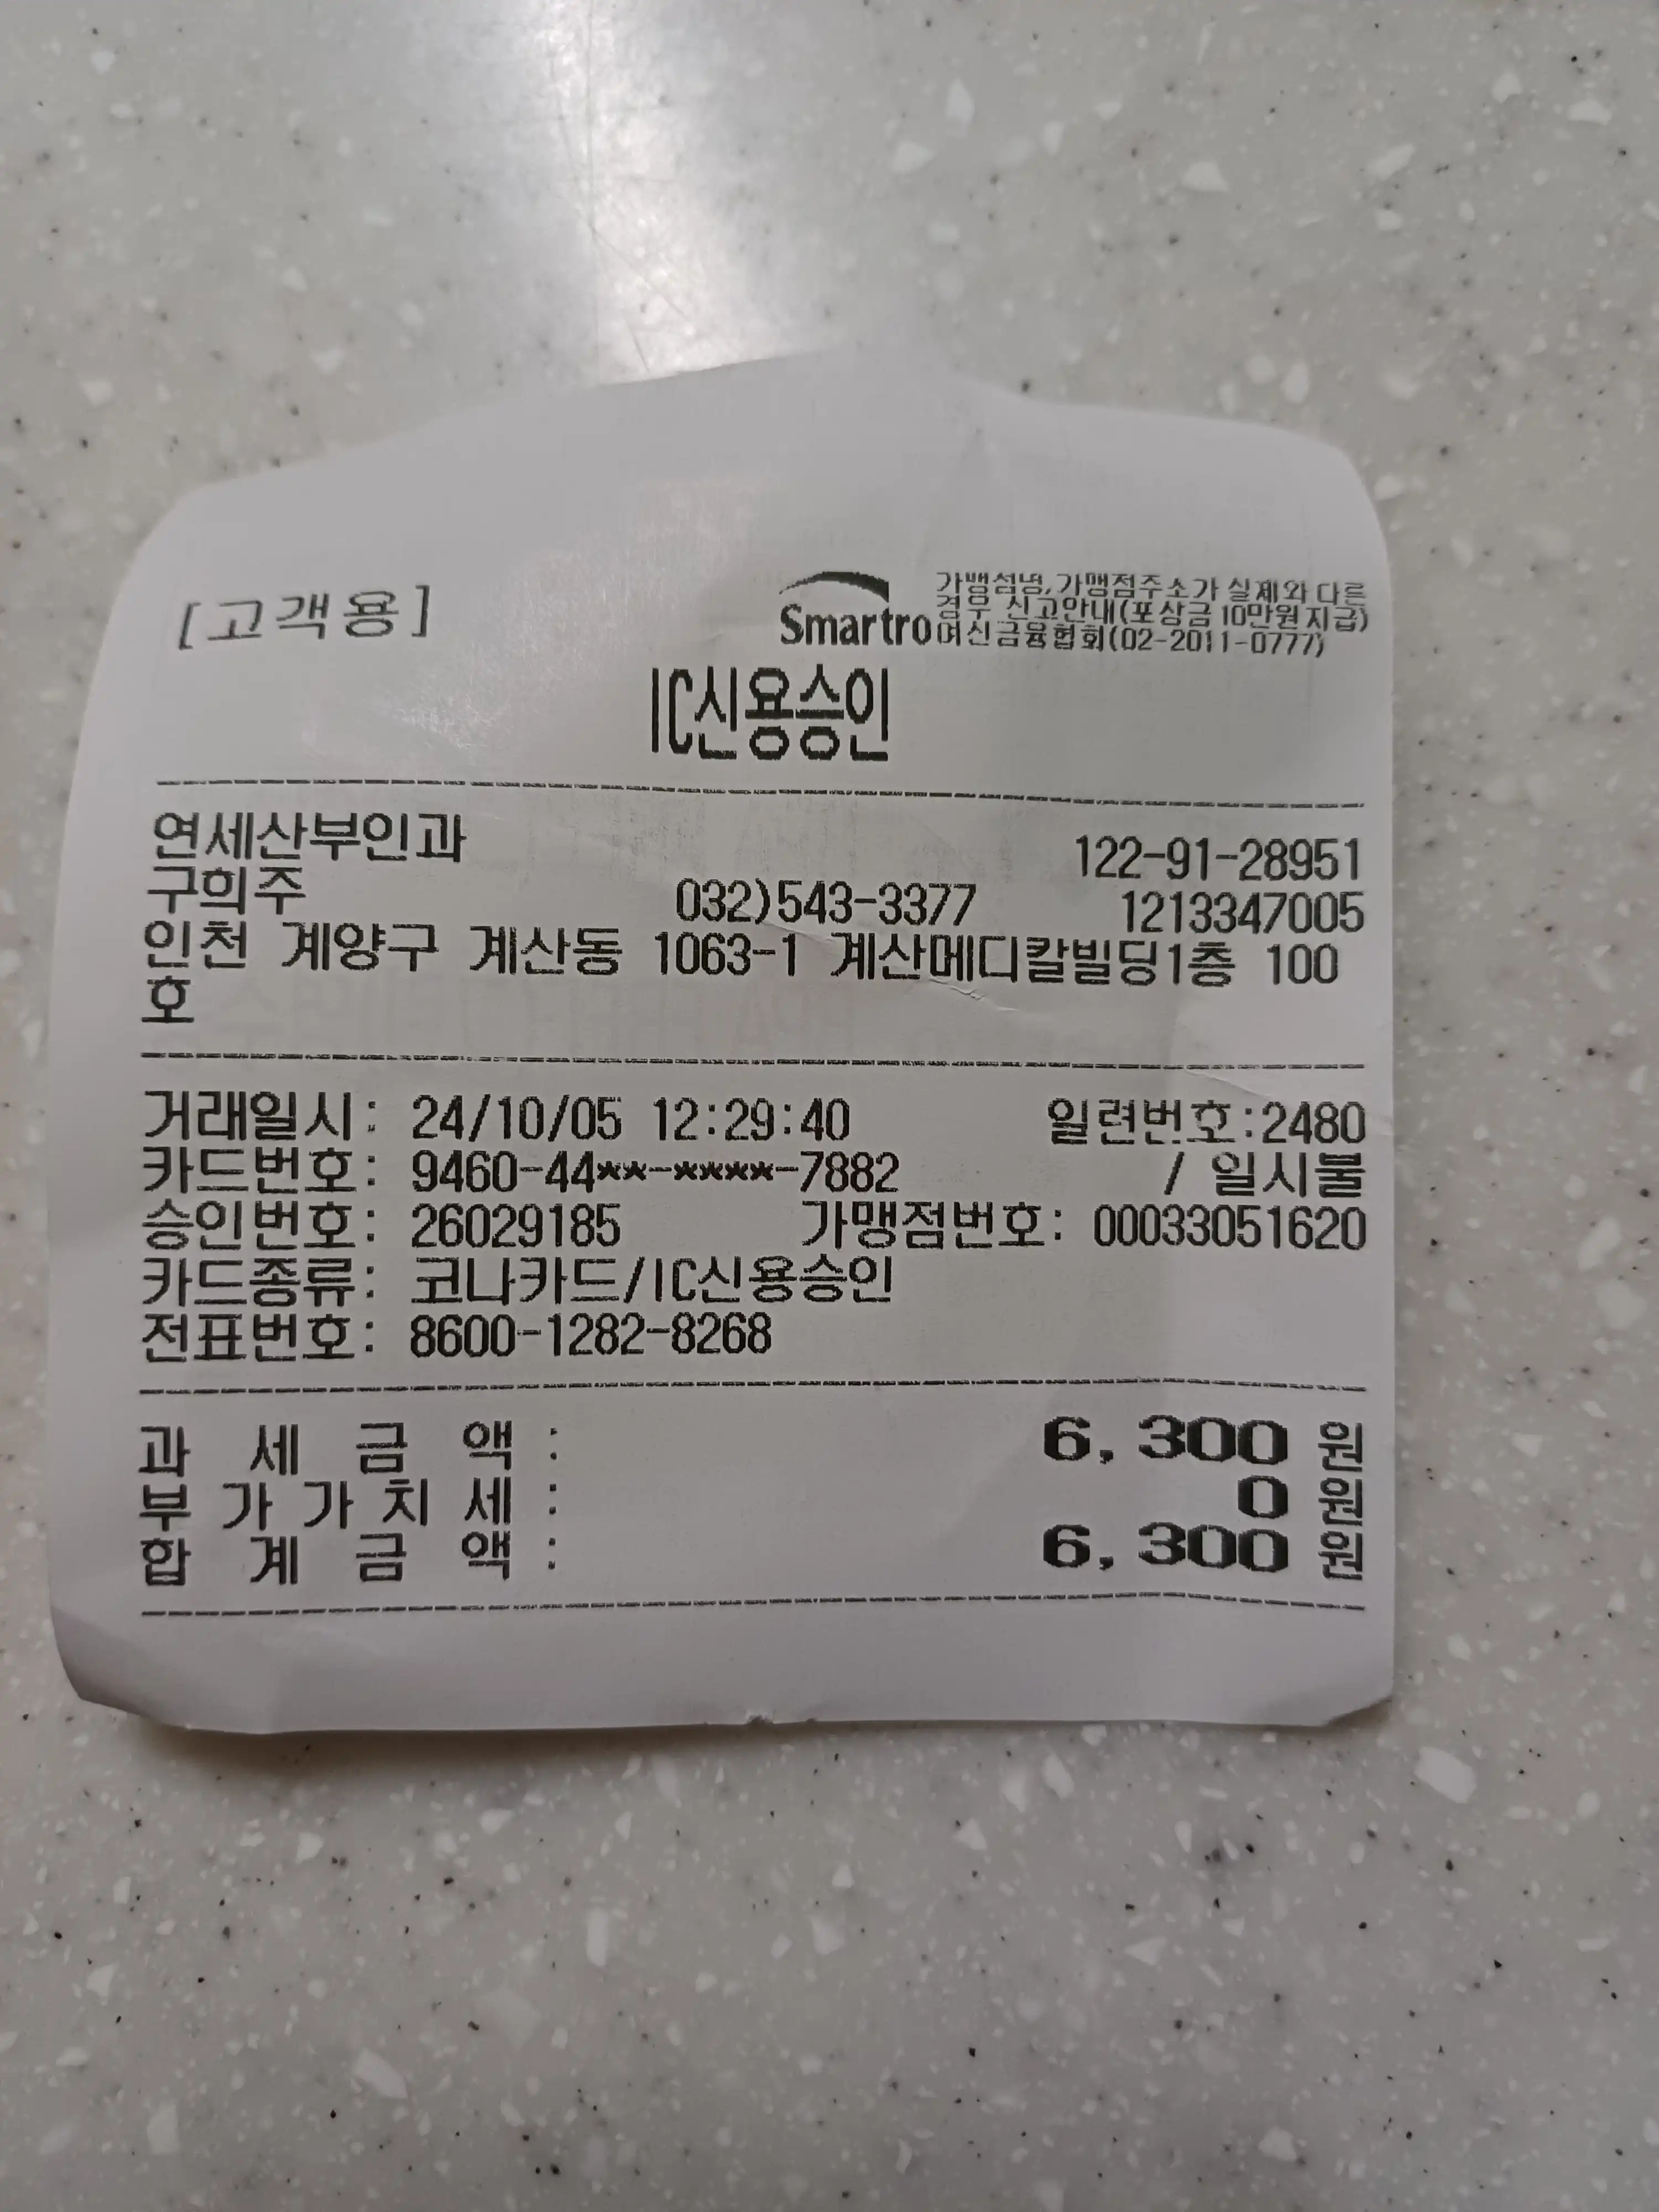 [고객용]
Smartro
가맹점명,가맹점주소가 실제와 다른
경우 신고안내(포상금 10만원 지급)
여신금융협회(02-2011-0777)
IC신용승인
연세산부인과 122-91-28951
구희주 032)543-3377 1213347005
인천 계양구 계산동 1063-1 계산메디칼빌딩1층 100
호
거래일시: 24/10/05 12:29:40 일련번호:2480
카드번호: 9460-44**-****-7882 / 일시불
승인번호: 26029185 가맹점번호: 00033051620
카드종류: 코나카드/IC신용승인
전표번호: 8600-1282-8268
과 세 금 액 : 6,300 원
부 가 가 치 세 : 0 원
합 계 금 액 : 6,300 원